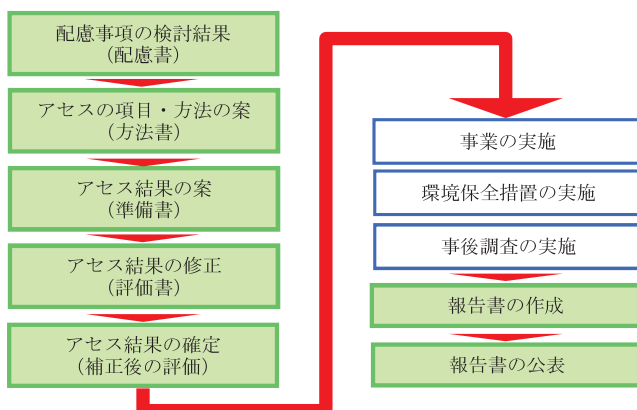 配慮事項の検討結果
（配慮書）
アセスの項目・方法の案
（方法書）
アセス結果の案
（準備書）
アセス結果の修正
（評価書）
アセス結果の確定
（補正後の評価）
事業の実施
環境保全措置の実施
事後調査の実施
報告書の作成
報告書の公表